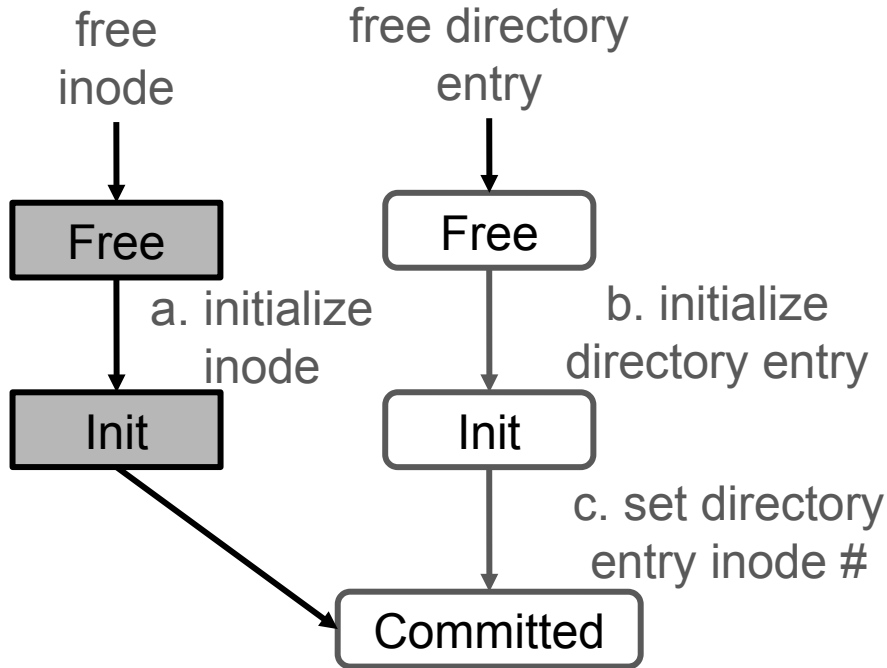 free
inode
free directory
entry
Free
Free
a. initialize
inode
b. initialize
directory entry
Init
Init
c. set directory
entry inode #
Committed